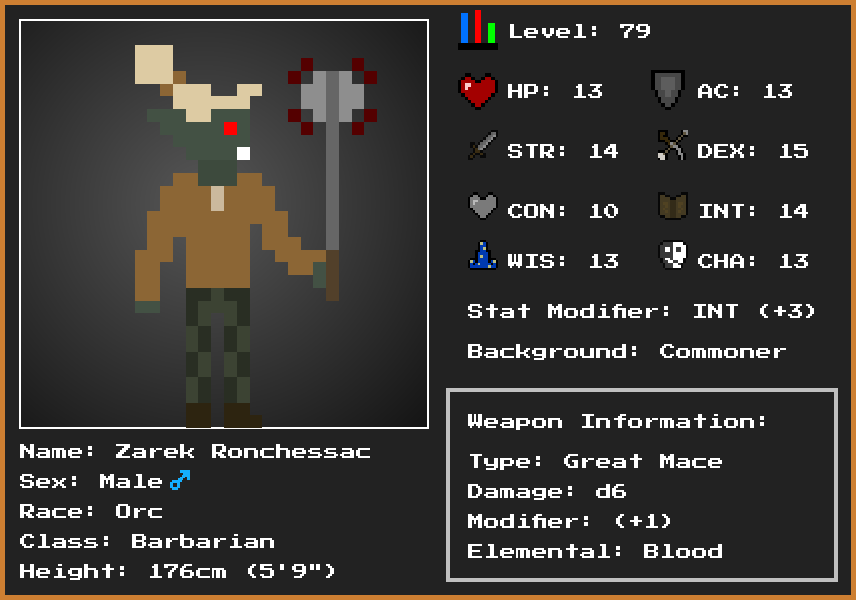 Level: 79
HP: 13
AC: 13
STR: 14
DEX: 15
CON: 10
INT: 14
WIS: 13
CHA: 13
Stat Modifier: INT (+3)
Background: Commoner
Weapon Information:
Type: Great Mace
Damage: d6
Modifier: (+1)
Elemental: Blood
Name: Zarek Ronchessac
Sex: Male ♂
Race: Orc
Class: Barbarian
Height: 176cm (5'9")